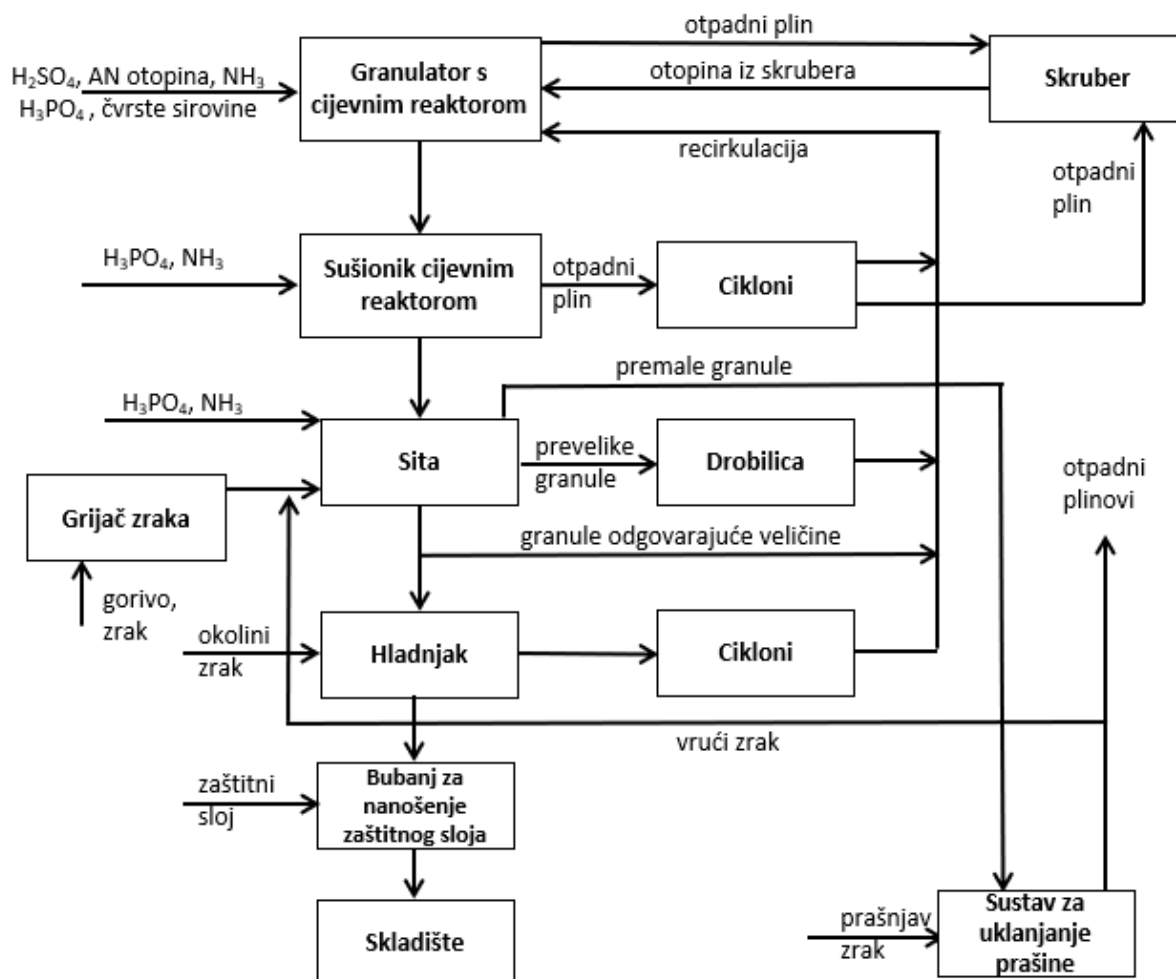 otpadni plin
H₂SO₄, AN otopina, NH₃
H₃PO₄ , čvrste sirovine
Granulator s
cijevnim reaktorom
otopina iz skrubera
Skruber
recirkulacija
otpadni
plin
H₃PO₄, NH₃
Sušionik cijevnim
reaktorom
otpadni
plin
Cikloni
premale granule
H₃PO₄, NH₃
Sita
prevelike
granule
Drobilica
otpadni
plinovi
Grijač zraka
granule odgovarajuće veličine
gorivo,
zrak
okolini
zrak
Hladnjak
Cikloni
vrući zrak
zaštitni
sloj
Bubanj za
nanošenje
zaštitnog sloja
Skladište
prašnjav
zrak
Sustav za
uklanjanje
prašine